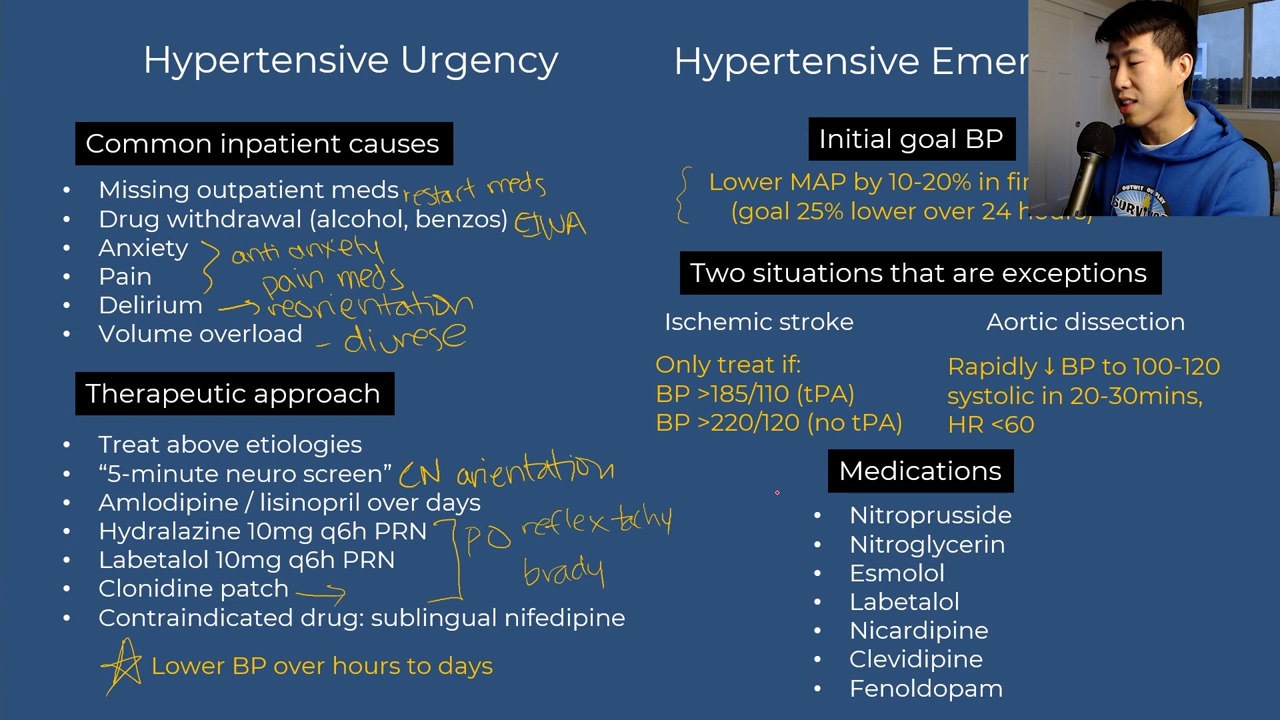 Hypertensive Urgency
Common inpatient causes
• Missing outpatient meds restart meds
• Drug withdrawal (alcohol, benzos) CIWA
• Anxiety anti anxiety
• Pain pain meds
• Delirium → reorientation
• Volume overload - diurese
Therapeutic approach
• Treat above etiologies
• “5-minute neuro screen” CN orientation
• Amlodipine / lisinopril over days
• Hydralazine 10mg q6h PRN PO reflex tachy
• Labetalol 10mg q6h PRN brady
• Clonidine patch →
• Contraindicated drug: sublingual nifedipine
Lower BP over hours to days
Hypertensive Emer
Initial goal BP
Lower MAP by 10-20% in
(goal 25% lower over 24 hours)
Two situations that are exceptions
Ischemic stroke
Only treat if:
BP >185/110 (tPA)
BP >220/120 (no tPA)
Aortic dissection
Rapidly ↓ BP to 100-120
systolic in 20-30mins,
HR <60
Medications
• Nitroprusside
• Nitroglycerin
• Esmolol
• Labetalol
• Nicardipine
• Clevidipine
• Fenoldopam
OUTWIT
SURVIV